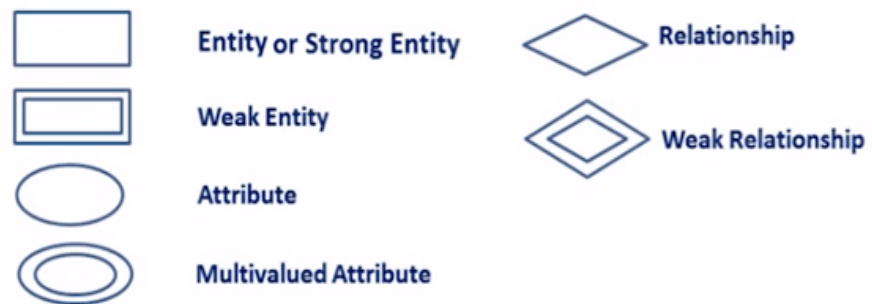 Entity or Strong Entity
Weak Entity
Attribute
Multivalued Attribute
Relationship
Weak Relationship